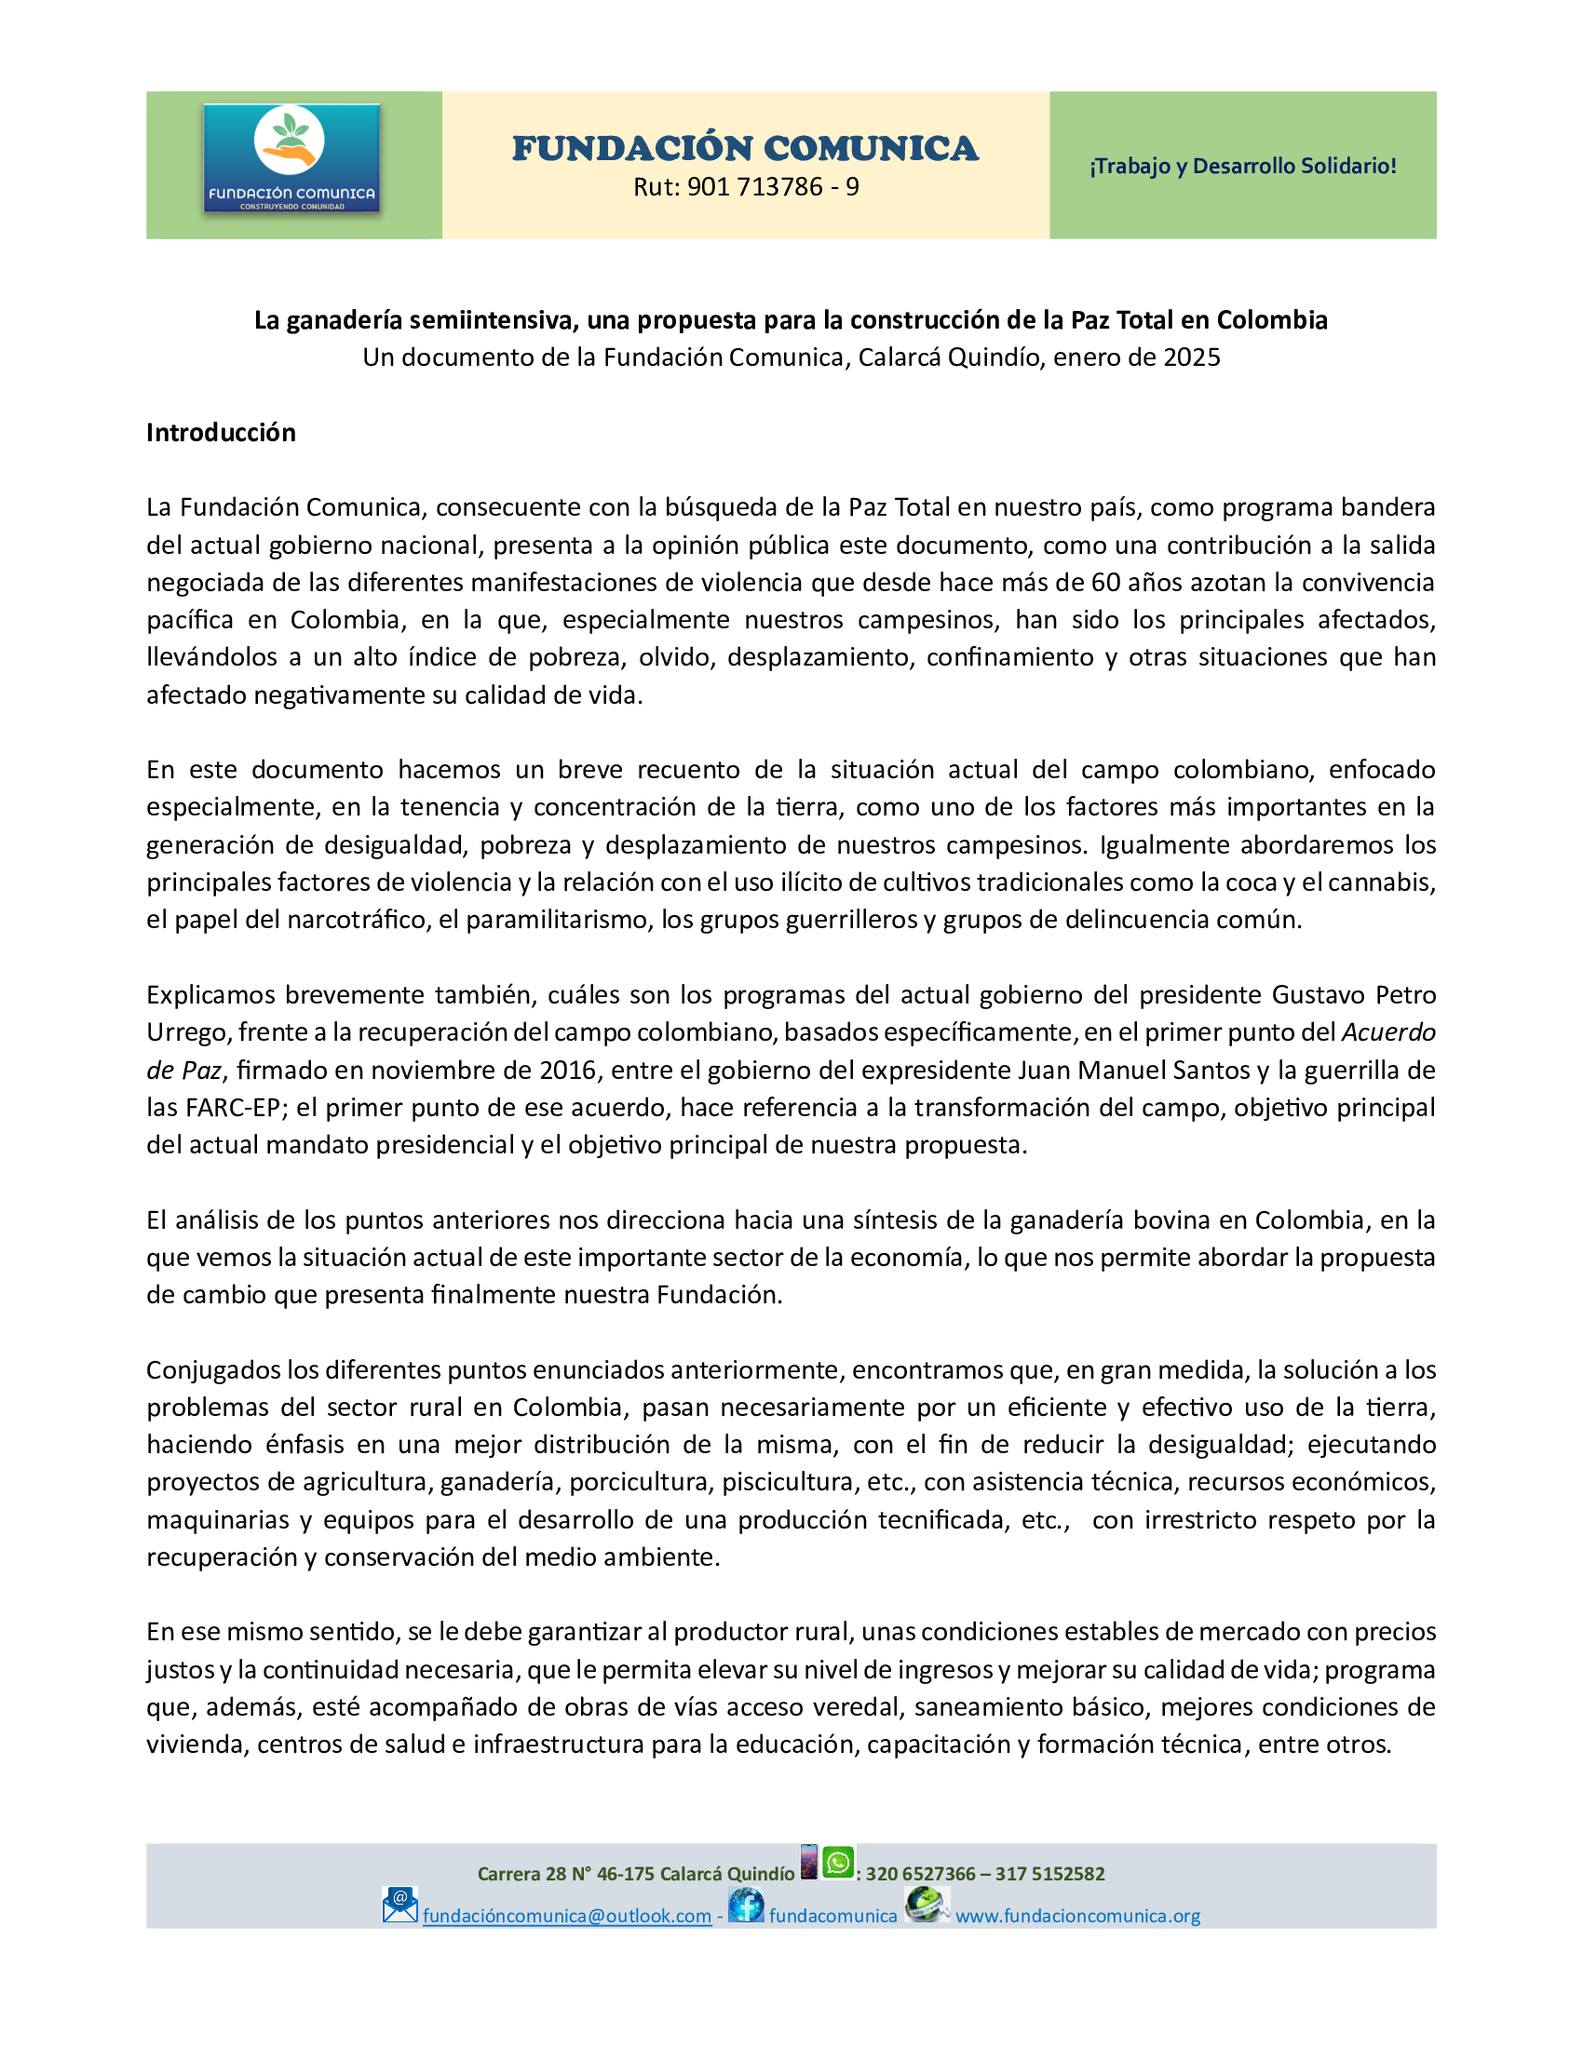 FUNDACIÓN COMUNICA
CONSTRUYENDO COMUNIDAD
FUNDACIÓN COMUNICA
Rut: 901 713786 - 9
¡Trabajo y Desarrollo Solidario!
La ganadería semiintensiva, una propuesta para la construcción de la Paz Total en Colombia
Un documento de la Fundación Comunica, Calarcá Quindío, enero de 2025
Introducción
La Fundación Comunica, consecuente con la búsqueda de la Paz Total en nuestro país, como programa bandera
del actual gobierno nacional, presenta a la opinión pública este documento, como una contribución a la salida
negociada de las diferentes manifestaciones de violencia que desde hace más de 60 años azotan la convivencia
pacífica en Colombia, en la que, especialmente nuestros campesinos, han sido los principales afectados,
llevándolos a un alto índice de pobreza, olvido, desplazamiento, confinamiento y otras situaciones que han
afectado negativamente su calidad de vida.
En este documento hacemos un breve recuento de la situación actual del campo colombiano, enfocado
especialmente, en la tenencia y concentración de la tierra, como uno de los factores más importantes en la
generación de desigualdad, pobreza y desplazamiento de nuestros campesinos. Igualmente abordaremos los
principales factores de violencia y la relación con el uso ilícito de cultivos tradicionales como la coca y el cannabis,
el papel del narcotráfico, el paramilitarismo, los grupos guerrilleros y grupos de delincuencia común.
Explicamos brevemente también, cuáles son los programas del actual gobierno del presidente Gustavo Petro
Urrego, frente a la recuperación del campo colombiano, basados específicamente, en el primer punto del Acuerdo
de Paz, firmado en noviembre de 2016, entre el gobierno del expresidente Juan Manuel Santos y la guerrilla de
las FARC-EP; el primer punto de ese acuerdo, hace referencia a la transformación del campo, objetivo principal
del actual mandato presidencial y el objetivo principal de nuestra propuesta.
El análisis de los puntos anteriores nos direcciona hacia una síntesis de la ganadería bovina en Colombia, en la
que vemos la situación actual de este importante sector de la economía, lo que nos permite abordar la propuesta
de cambio que presenta finalmente nuestra Fundación.
Conjugados los diferentes puntos enunciados anteriormente, encontramos que, en gran medida, la solución a los
problemas del sector rural en Colombia, pasan necesariamente por un eficiente y efectivo uso de la tierra,
haciendo énfasis en una mejor distribución de la misma, con el fin de reducir la desigualdad; ejecutando
proyectos de agricultura, ganadería, porcicultura, piscicultura, etc., con asistencia técnica, recursos económicos,
maquinarias y equipos para el desarrollo de una producción tecnificada, etc., con irrestricto respeto por la
recuperación y conservación del medio ambiente.
En ese mismo sentido, se le debe garantizar al productor rural, unas condiciones estables de mercado con precios
justos y la continuidad necesaria, que le permita elevar su nivel de ingresos y mejorar su calidad de vida; programa
que, además, esté acompañado de obras de vías acceso veredal, saneamiento básico, mejores condiciones de
vivienda, centros de salud e infraestructura para la educación, capacitación y formación técnica, entre otros.
Carrera 28 N° 46-175 Calarcá Quindío : 320 6527366 – 317 5152582
fundacióncomunica@outlook.com - fundacomunica www.fundacioncomunica.org